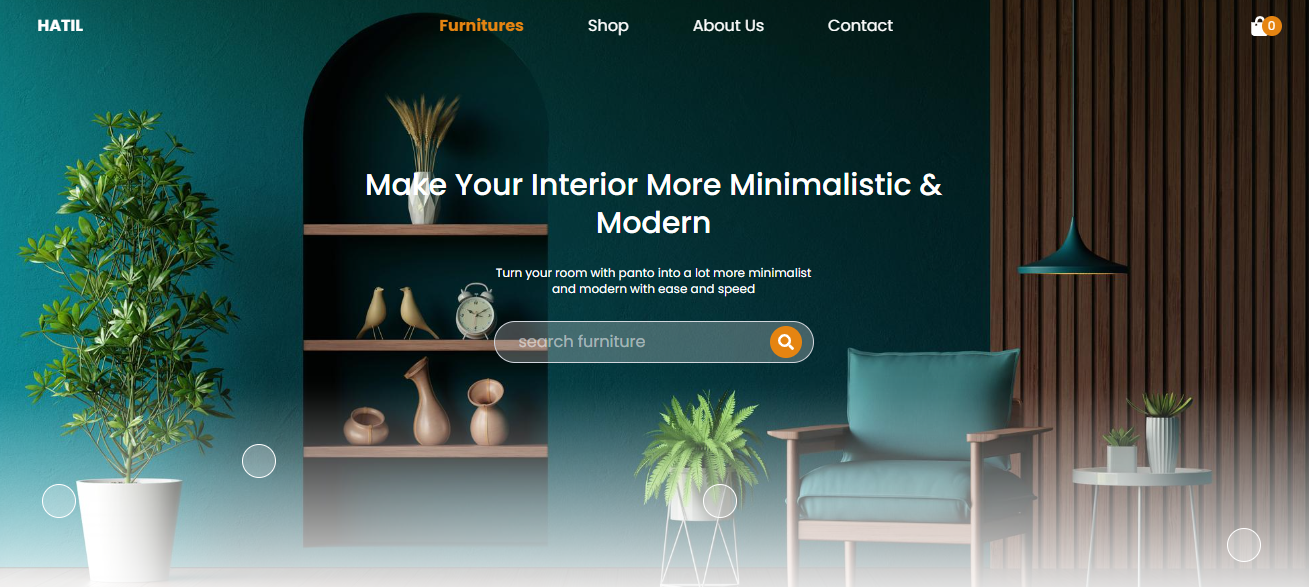 HATIL
Furnitures
Shop
About Us
Contact
0
Make Your Interior More Minimalistic &
Modern
Turn your room with panto into a lot more minimalist
and modern with ease and speed
search furniture